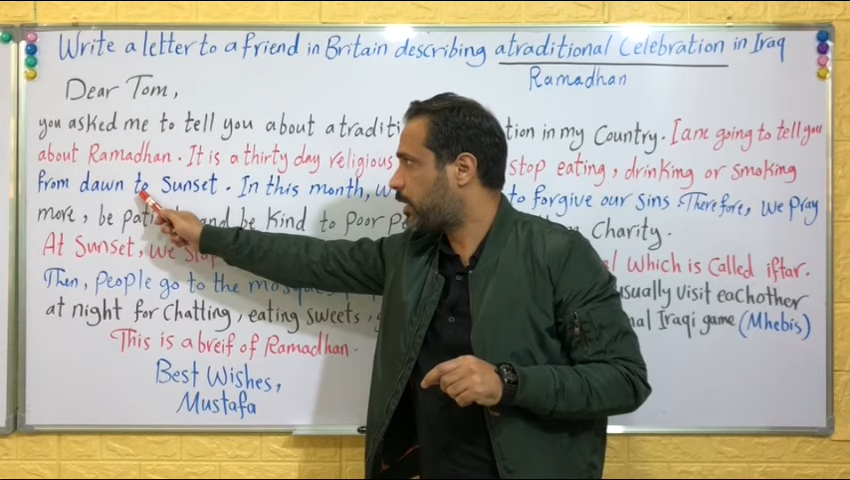 Write a letter to a friend in Britain describing a traditional Celebration in Iraq
Ramadhan
Dear Tom,
you asked me to tell you about a traditi tion in my Country. I am going to tell you
about Ramadhan. It is a thirty day religious stop eating, drinking or smoking
from dawn to Sunset. In this month, w to forgive our sins. Therefore, we pray
more, be and be kind to poor Charity.
At Sunset, we stop l which is called iftar.
Then, people go to the usually visit eachother
at night for chatting, eating sweets, Iraqi game (Mhebis)
This is a breif of Ramadhan.
Best Wishes,
Mustafa